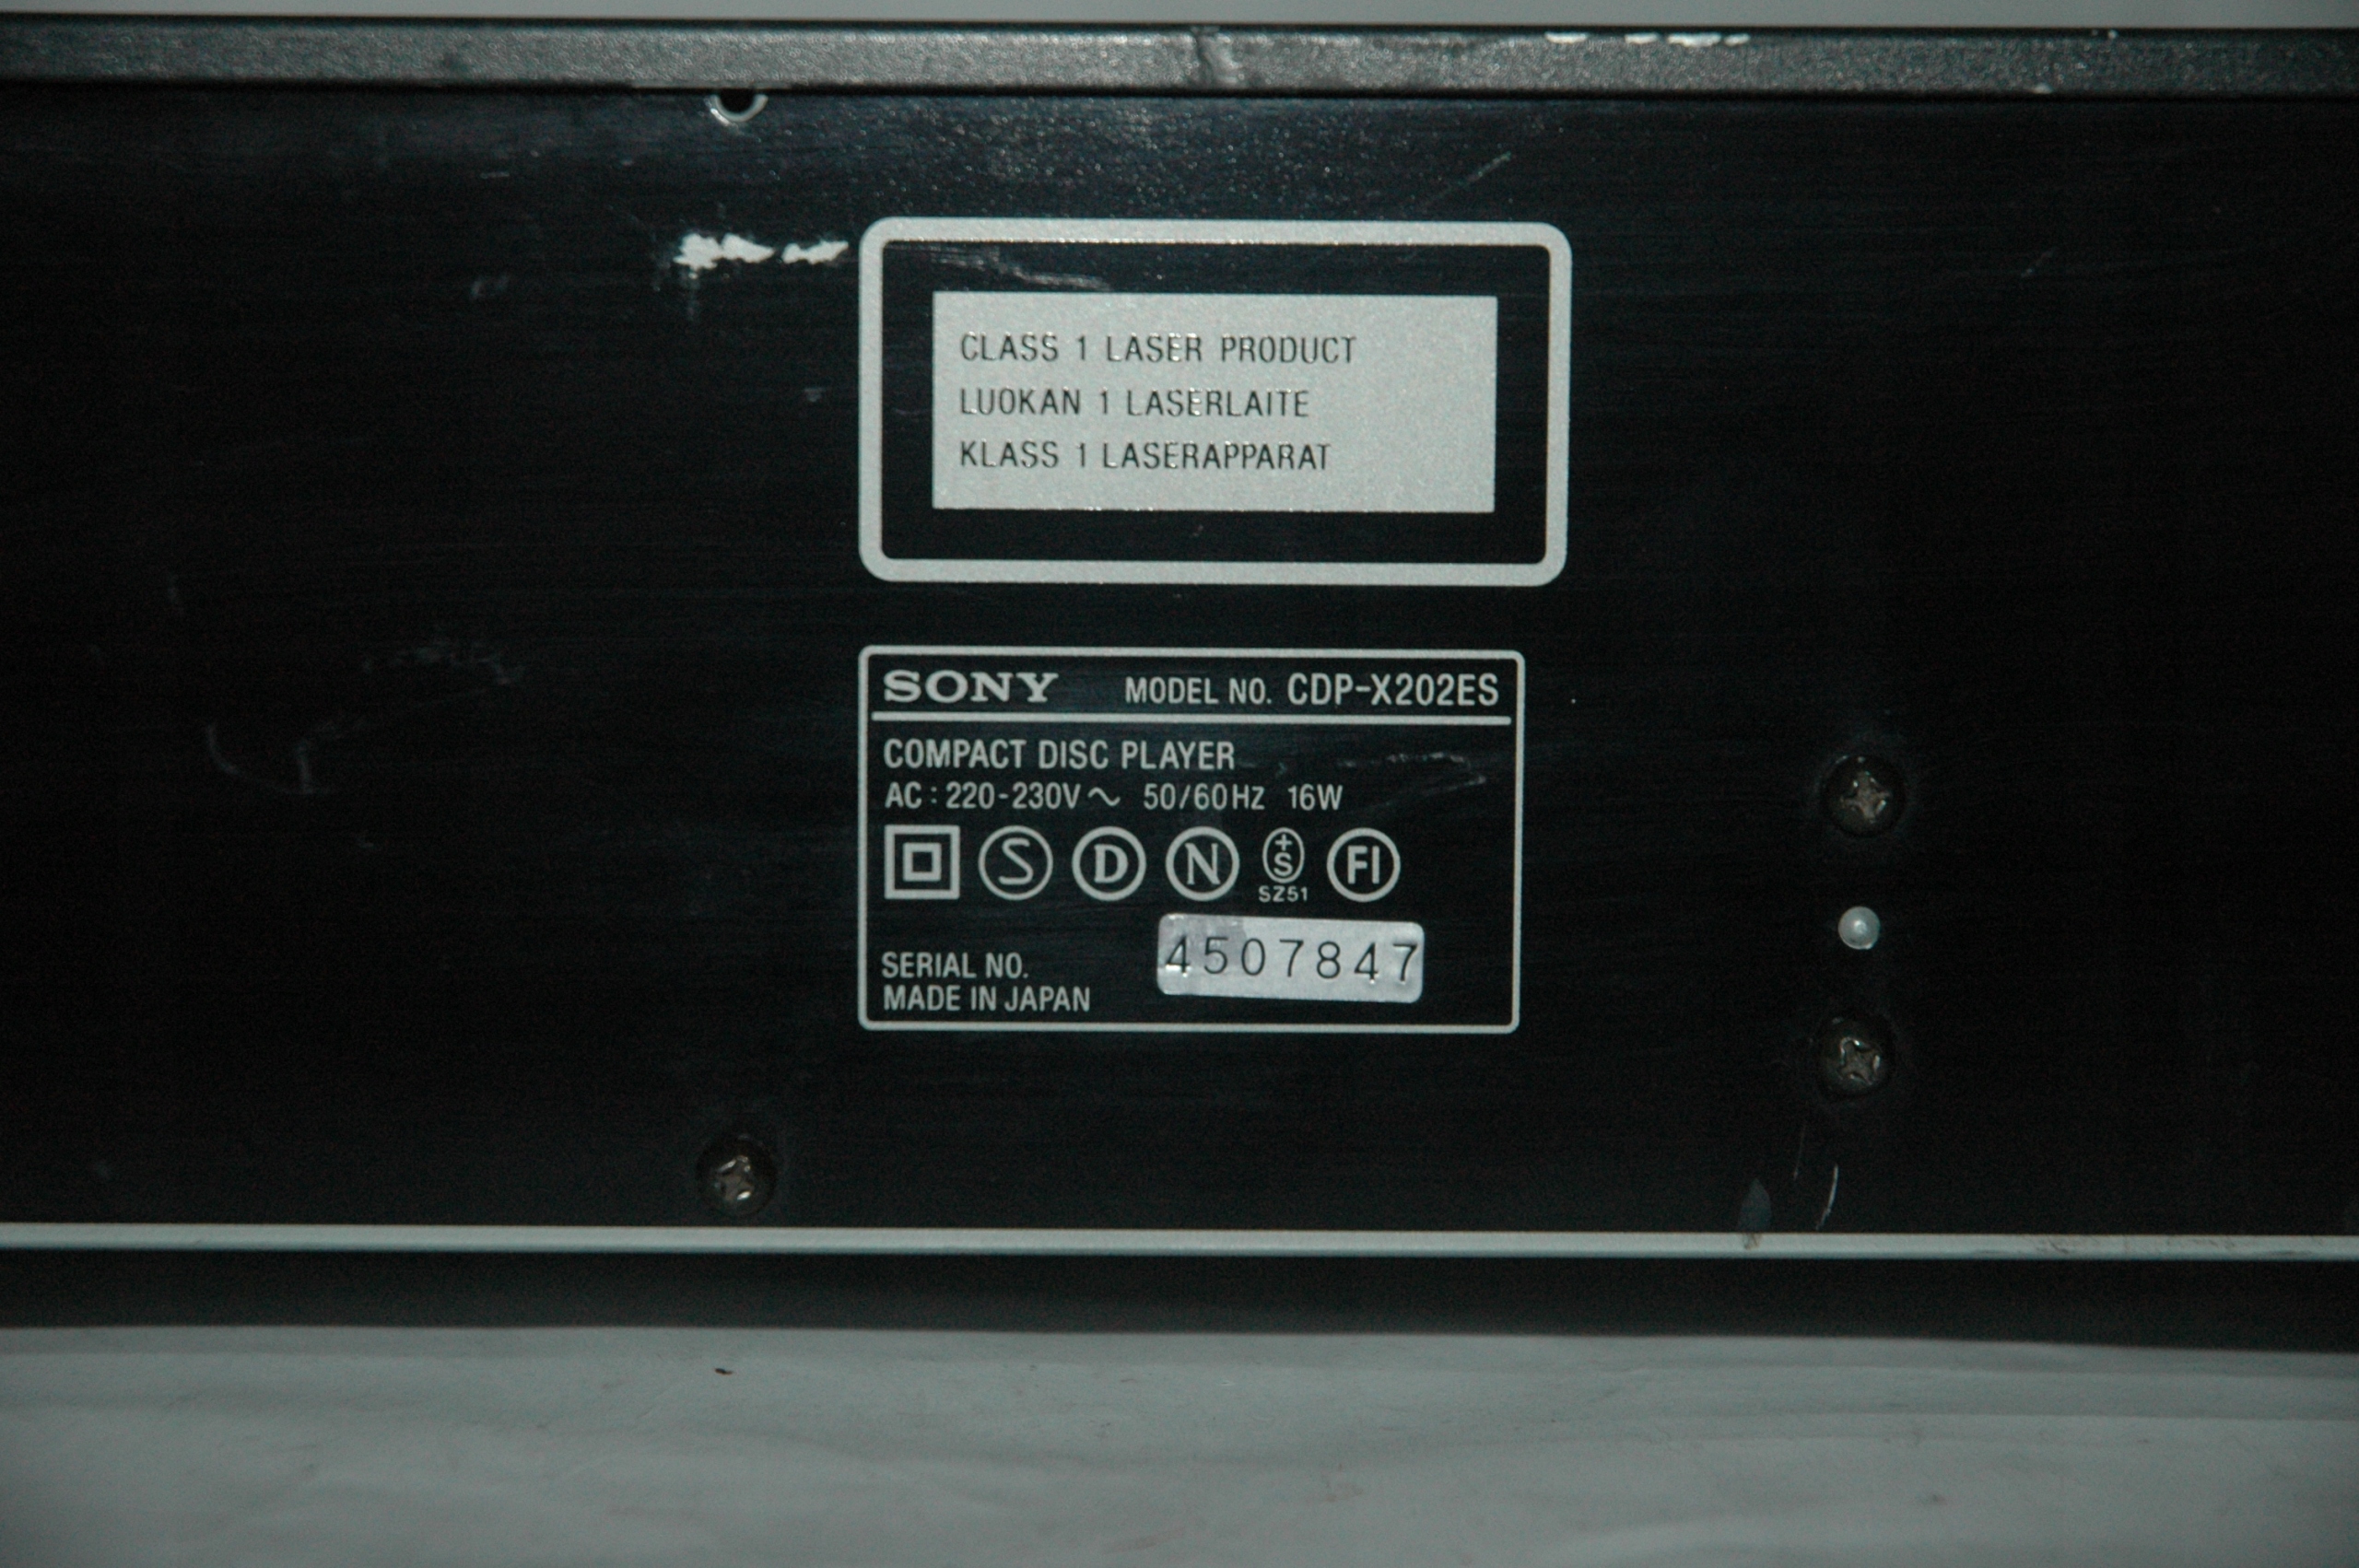 CLASS 1 LASER PRODUCT
LUOKAN 1 LASERLAITE
KLASS 1 LASERAPPARAT
SONY MODEL NO. CDP-X202ES
COMPACT DISC PLAYER
AC: 220-230V~ 50/60HZ 16W
S D N +S FI
SZ51
SERIAL NO. 4507847
MADE IN JAPAN